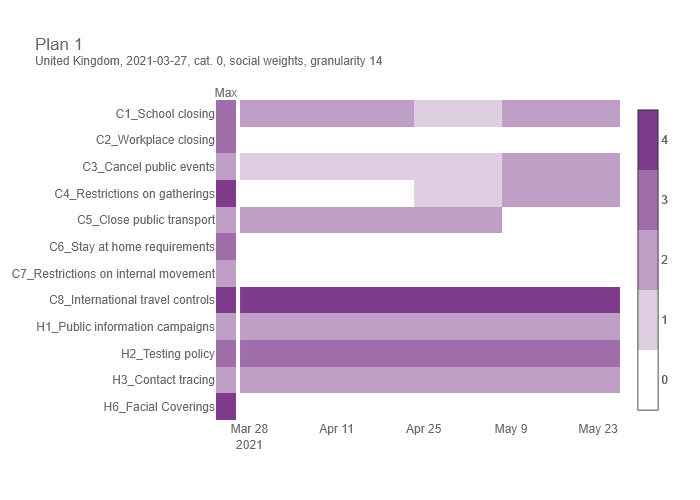 Plan 1
United Kingdom, 2021-03-27, cat. 0, social weights, granularity 14
Max
C1_School closing
C2_Workplace closing
C3_Cancel public events
C4_Restrictions on gatherings
C5_Close public transport
C6_Stay at home requirements
C7_Restrictions on internal movement
C8_International travel controls
H1_Public information campaigns
H2_Testing policy
H3_Contact tracing
H6_Facial Coverings
4
3
2
1
0
Mar 28 Apr 11 Apr 25 May 9 May 23
2021